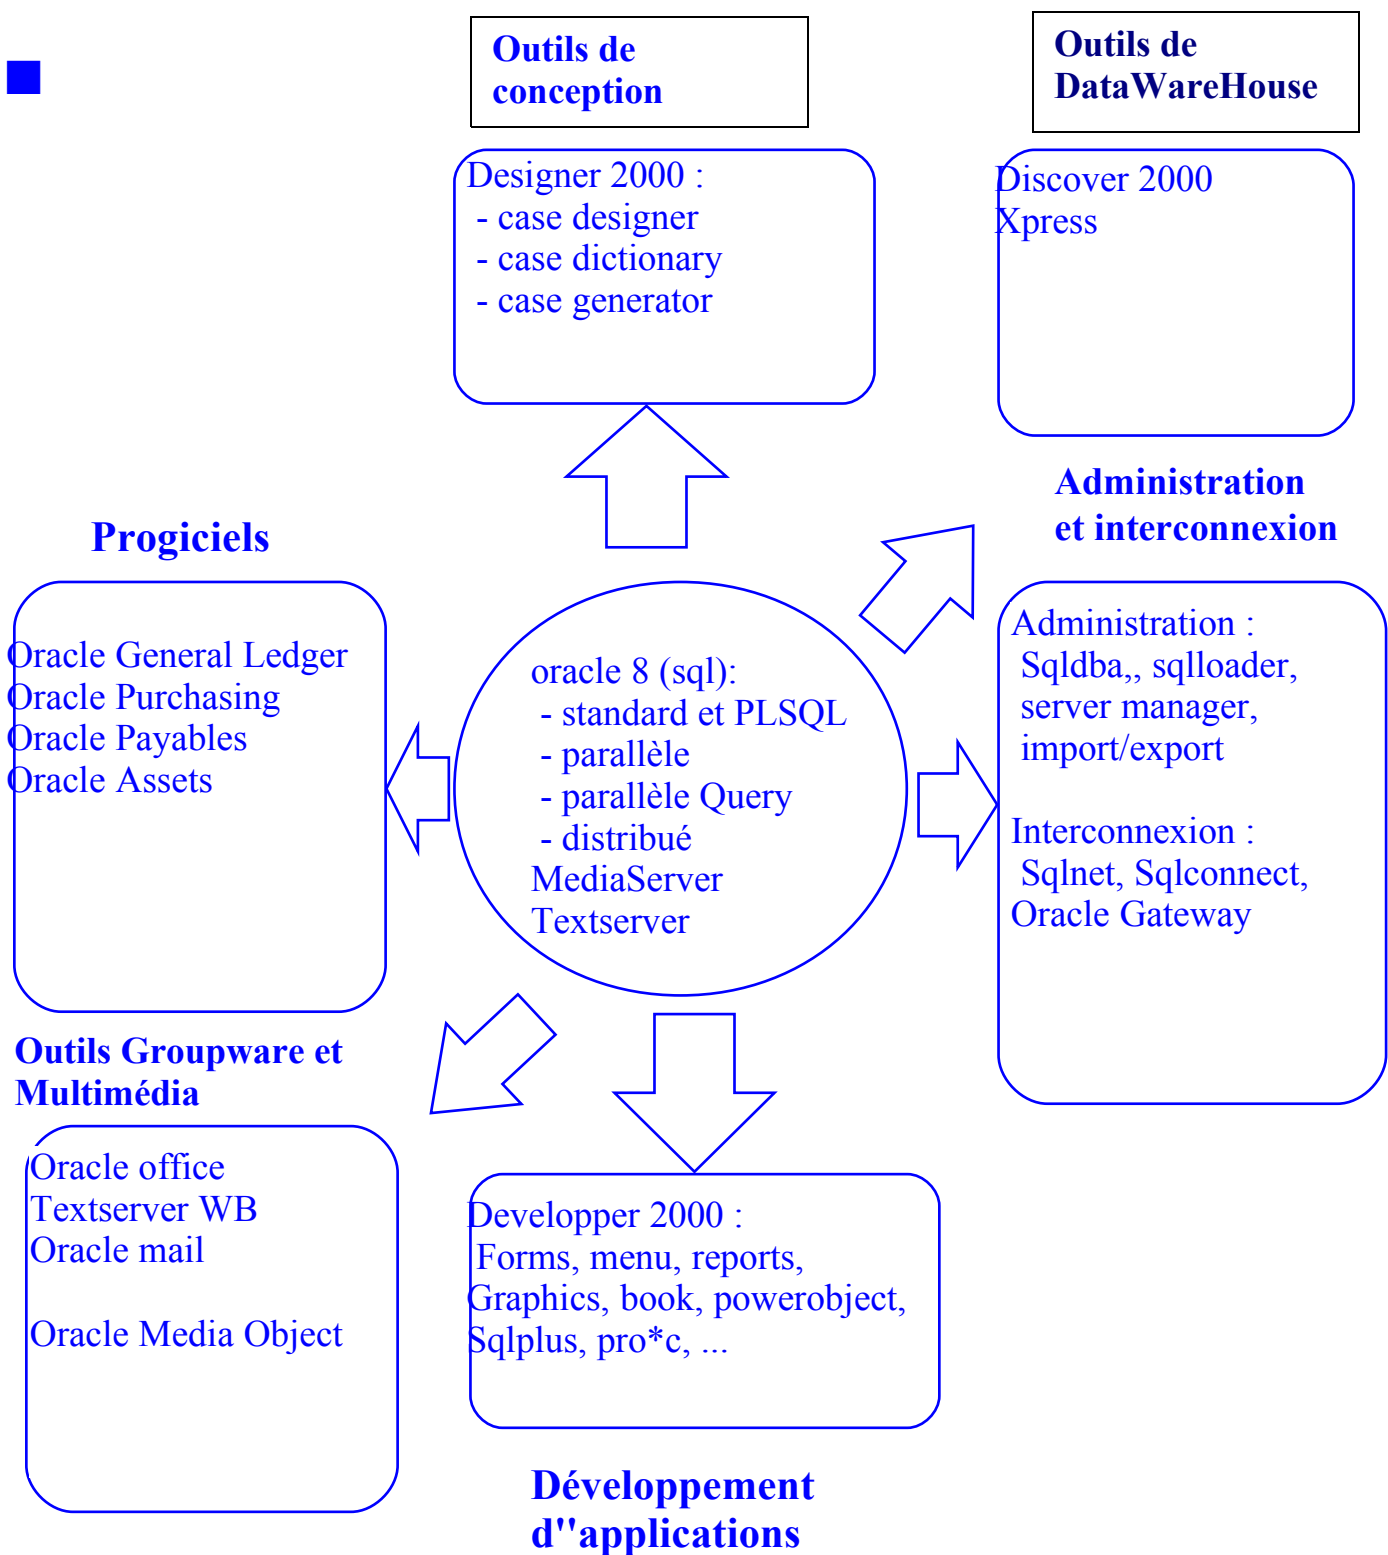 Outils de
conception
Outils de
DataWareHouse
Designer 2000 :
- case designer
- case dictionary
- case generator
Discover 2000
Xpress
Progiciels
Oracle General Ledger
Oracle Purchasing
Oracle Payables
Oracle Assets
oracle 8 (sql):
- standard et PLSQL
- parallèle
- parallèle Query
- distribué
MediaServer
Textserver
Administration
et interconnexion
Administration :
Sqldba,, sqlloader,
server manager,
import/export
Interconnexion :
Sqlnet, Sqlconnect,
Oracle Gateway
Outils Groupware et
Multimédia
Oracle office
Textserver WB
Oracle mail
Oracle Media Object
Developper 2000 :
Forms, menu, reports,
Graphics, book, powerobject,
Sqlplus, pro*c, ...
Développement
d''applications